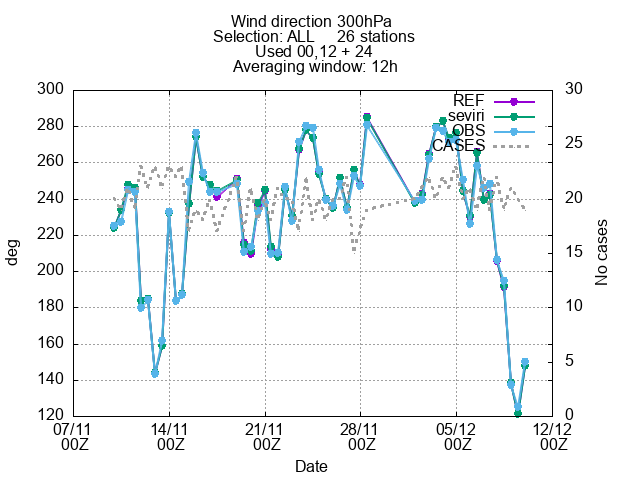 Wind direction 300hPa
Selection: ALL 26 stations
Used 00,12 + 24
Averaging window: 12h
300
280
260
240
220
200
180
160
140
120
deg
30
25
20
15
10
5
0
No cases
REF
seviri
OBS
CASES
07/11 14/11 21/11 28/11 05/12 12/12
00Z 00Z 00Z 00Z 00Z 00Z
Date